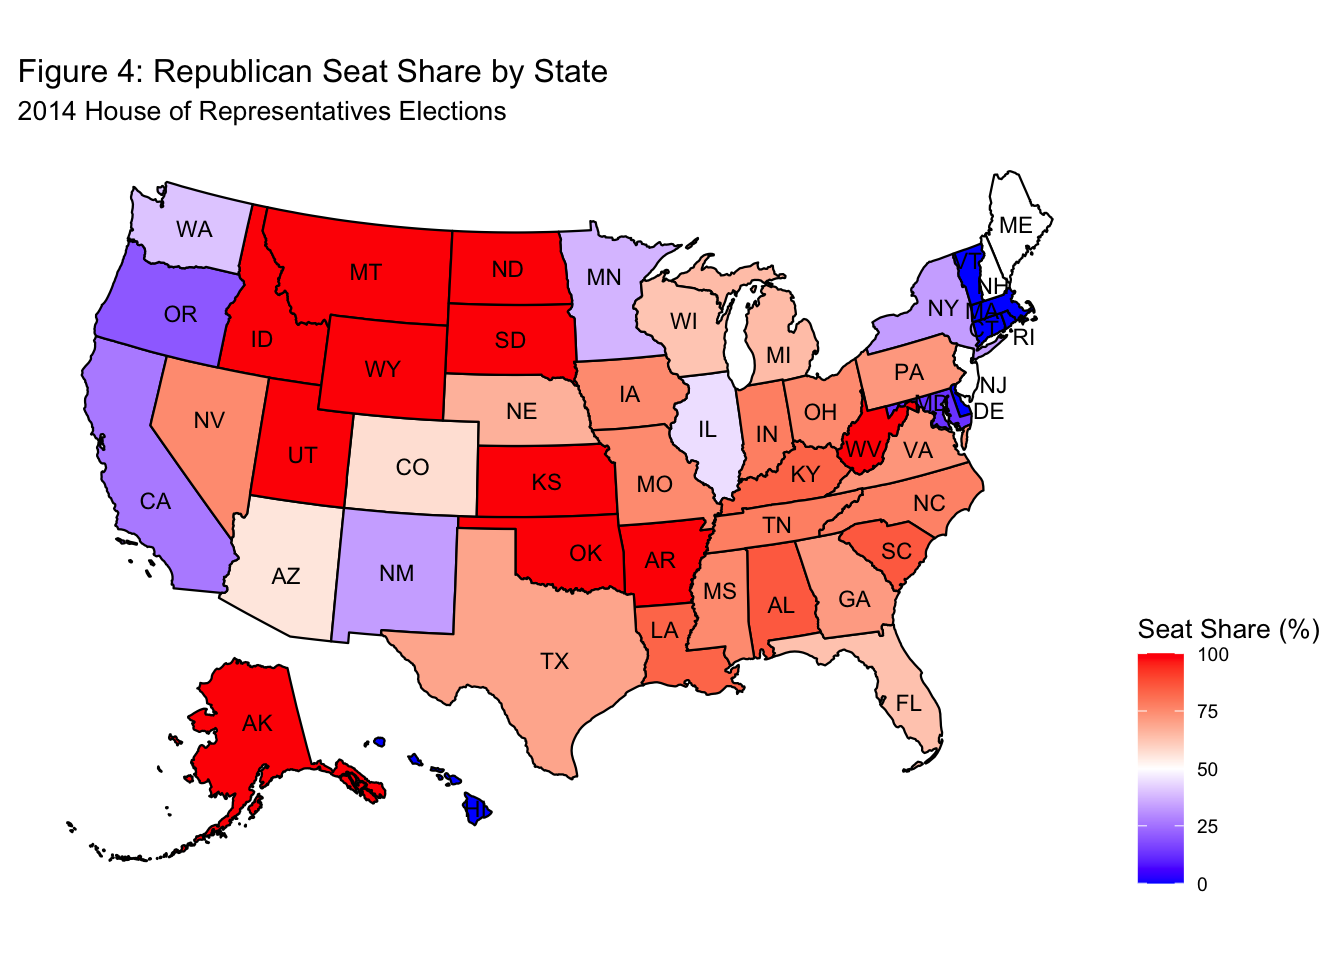 Figure 4: Republican Seat Share by State
2014 House of Representatives Elections
WA
MT
ND
MN
ME
VT
NH
OR
ID
SD
WI
NY
MA
CT
RI
WY
MI
PA
NJ
NV
NE
IA
OH
MD
DE
UT
CO
IL
IN
WV
VA
CA
KS
MO
KY
NC
AZ
NM
OK
AR
TN
SC
MS
AL
GA
TX
LA
FL
AK
HI
Seat Share (%)
100
75
50
25
0